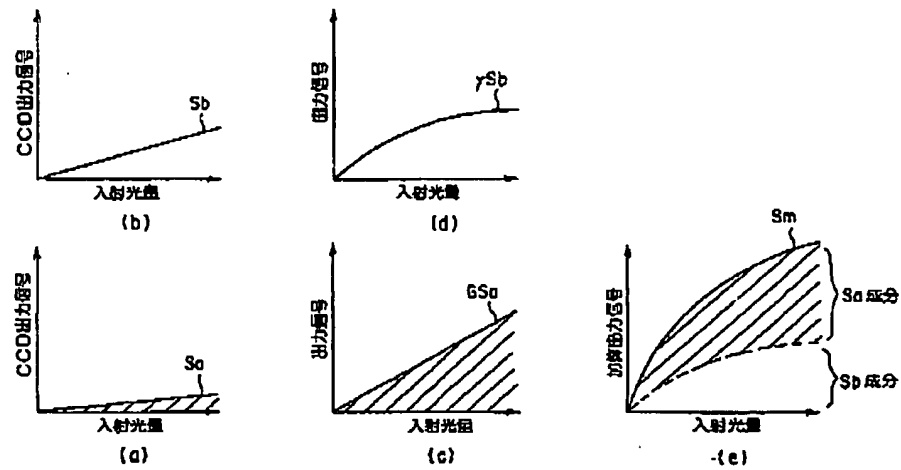 CCD出力信号
Sb
入射光量
(b)
出力信号
γSb
入射光量
(d)
CCD出力信号
Sa
入射光量
(a)
出力信号
GSa
入射光量
(c)
加算出力信号
Sm
Sa成分
Sb成分
入射光量
(e)